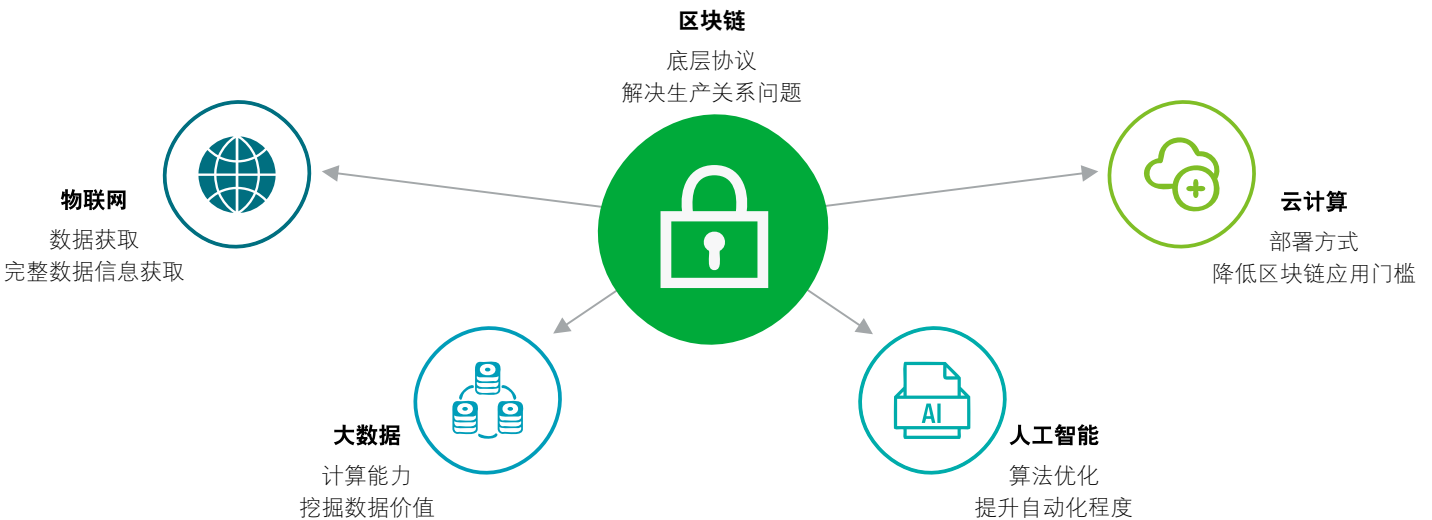 区块链
底层协议
解决生产关系问题
物联网
数据获取
完整数据信息获取
云计算
部署方式
降低区块链应用门槛
大数据
计算能力
挖掘数据价值
AI
人工智能
算法优化
提升自动化程度